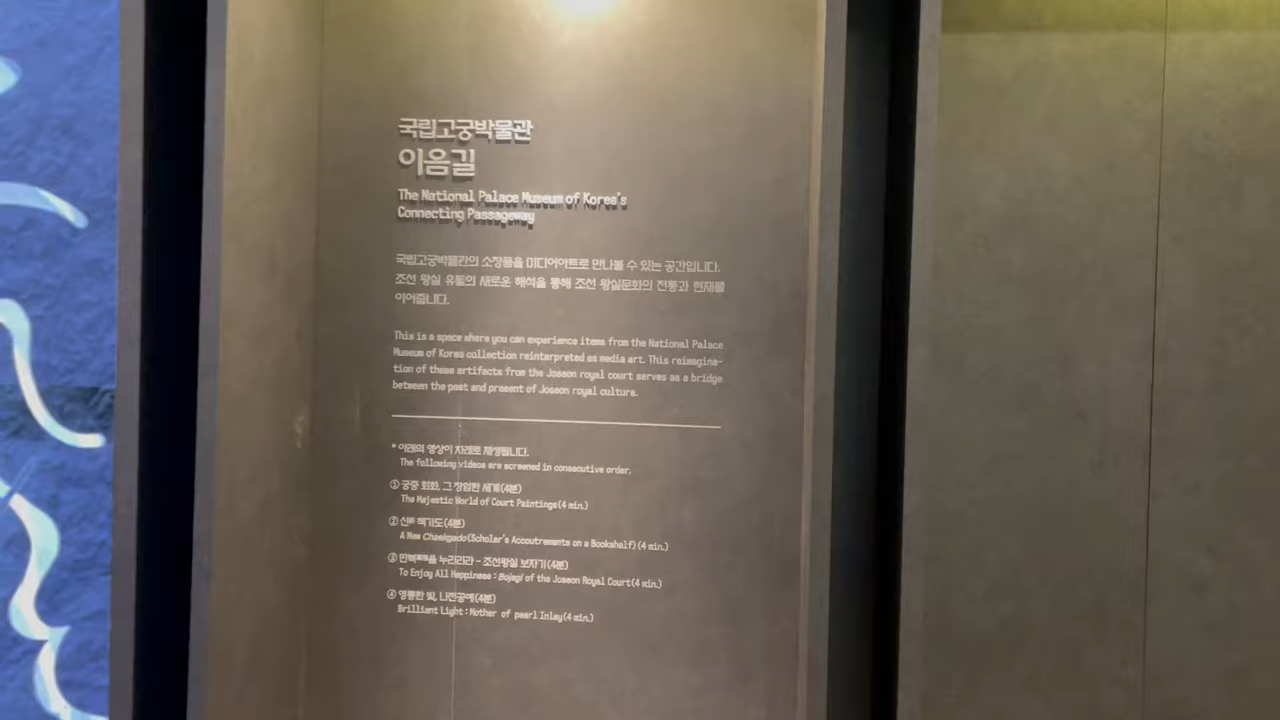 국립고궁박물관
이음길
The National Palace Museum of Korea's
Connecting Passageway
국립고궁박물관의 소장품을 미디어아트로 만나볼 수 있는 공간입니다.
조선 왕실 유물의 새로운 해석을 통해 조선 왕실문화의 전통과 현재를
이어줍니다.
This is a space where you can experience items from the National Palace
Museum of Korea collection reinterpreted as media art. This reimagina-
tion of these artifacts from the Joseon royal court serves as a bridge
between the past and present of Joseon royal culture.
* 아래의 영상이 차례로 재생됩니다.
The following videos are screened in consecutive order.
① 궁중 회화, 그 장엄한 세계(4분)
The Majestic World of Court Paintings(4 min.)
② 책가도(4분)
A New Chaekgado(Scholar's Accoutrements on a Bookshelf)(4 min.)
③ 누리리라 - 조선왕실 보자기(4분)
To Enjoy All Happiness : Bojagi of the Joseon Royal Court(4 min.)
④ 영롱한 빛, 나전공예(4분)
Brilliant Light : Mother of pearl Inlay(4 min.)